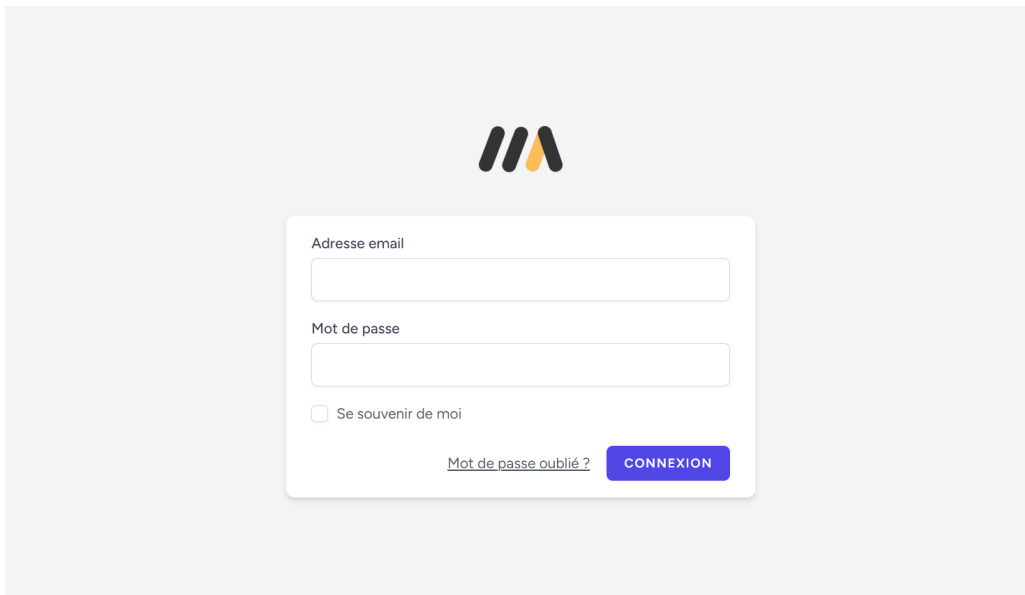 Adresse email
Mot de passe
Se souvenir de moi
Mot de passe oublié ? CONNEXION